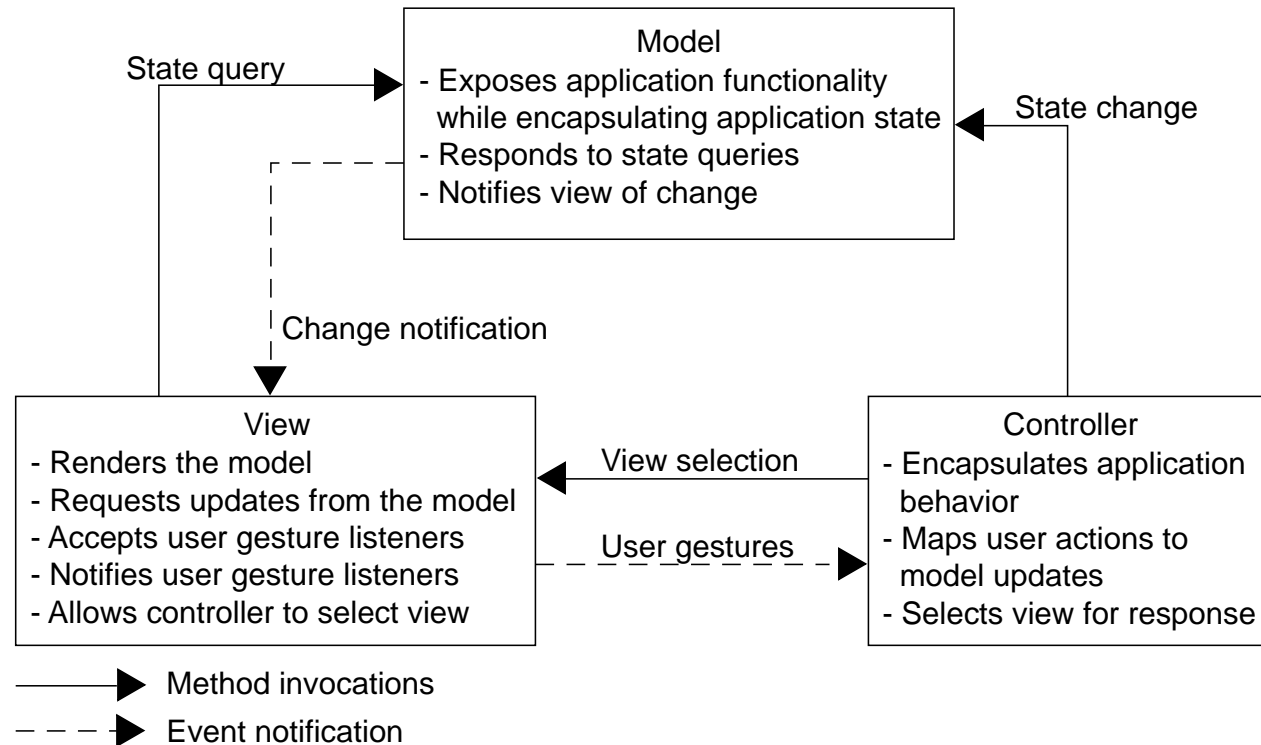 Model
- Exposes application functionality
while encapsulating application state
- Responds to state queries
- Notifies view of change
State query
State change
Change notification
View
- Renders the model
- Requests updates from the model
- Accepts user gesture listeners
- Notifies user gesture listeners
- Allows controller to select view
View selection
User gestures
Controller
- Encapsulates application
behavior
- Maps user actions to
model updates
- Selects view for response
Method invocations
Event notification